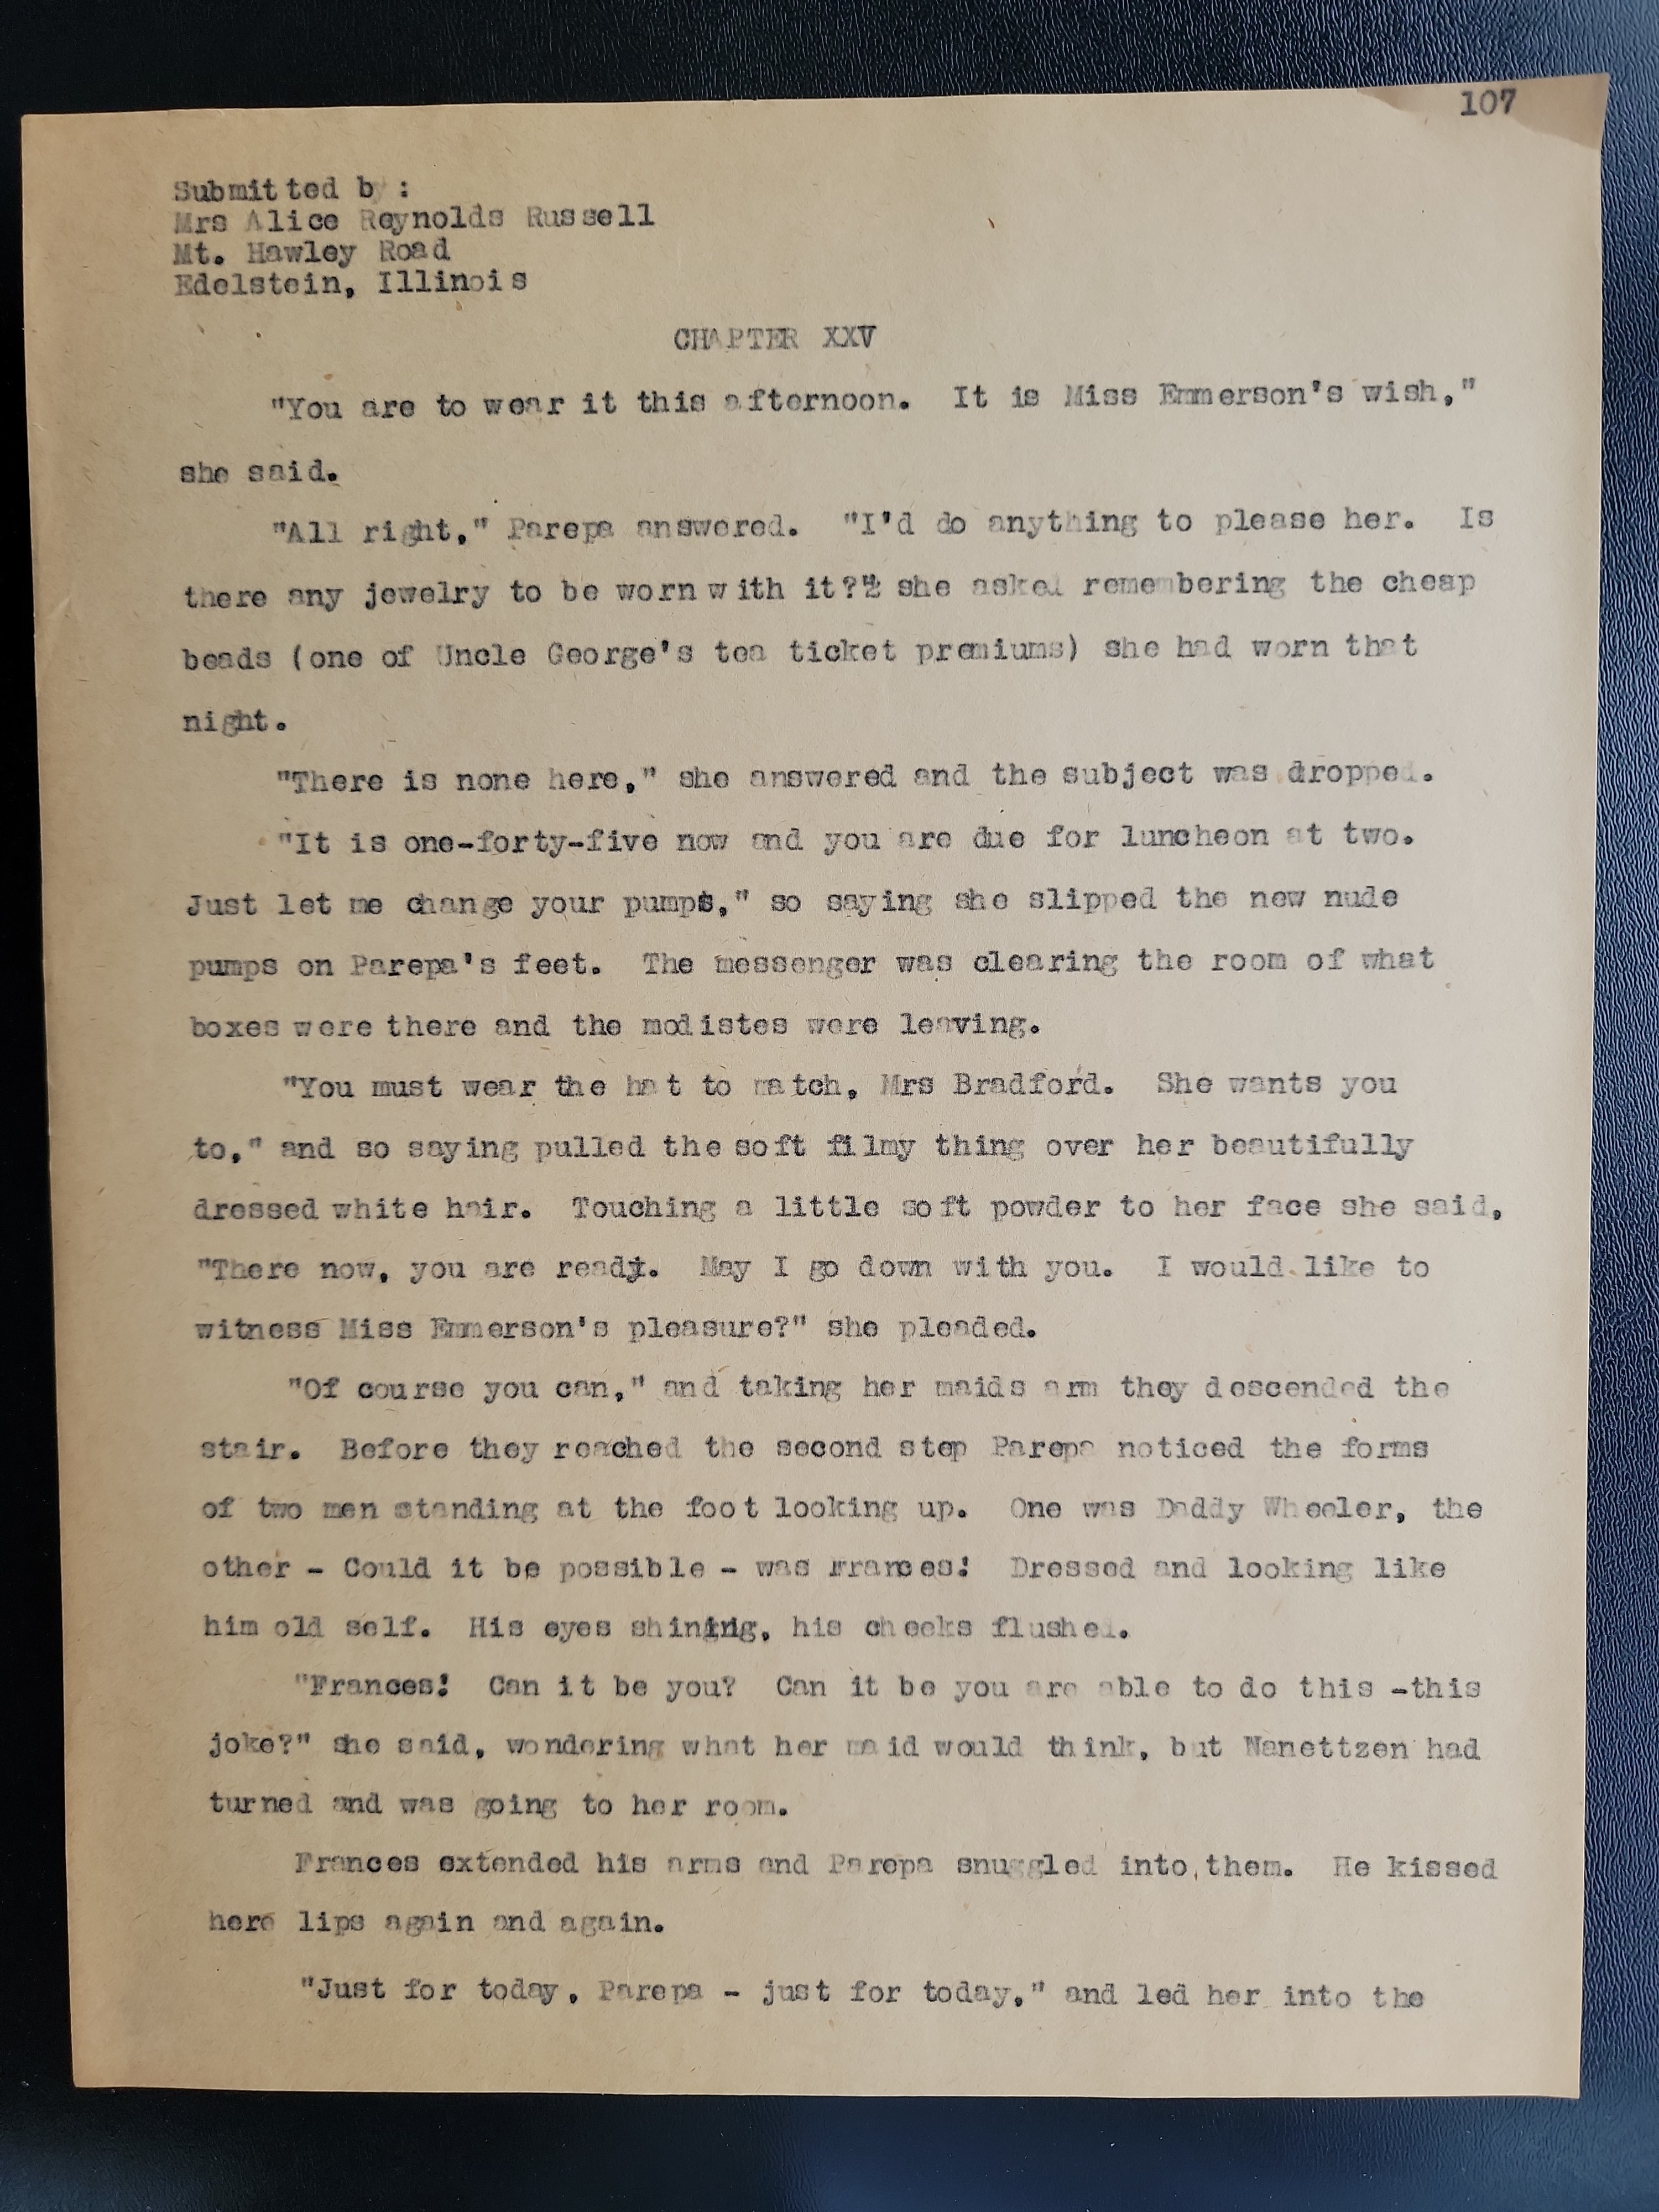 107
Submitted by :
Mrs Alice Reynolds Russell
Mt. Hawley Road
Edelstein, Illinois
CHAPTER XXV
"You are to wear it this afternoon. It is Miss Emmerson's wish,"
she said.
"All right," Parepa answered. "I'd do anything to please her. Is
there any jewelry to be worn with it?" she asked remembering the cheap
beads (one of Uncle George's tea ticket premiums) she had worn that
night.
"There is none here," she answered and the subject was dropped.
"It is one-forty-five now and you are due for luncheon at two.
Just let me change your pumps," so saying she slipped the new nude
pumps on Parepa's feet. The messenger was clearing the room of what
boxes were there and the modistes were leaving.
"You must wear the hat to match, Mrs Bradford. She wants you
to," and so saying pulled the soft filmy thing over her beautifully
dressed white hair. Touching a little soft powder to her face she said,
"There now, you are ready. May I go down with you. I would like to
witness Miss Emmerson's pleasure?" she pleaded.
"Of course you can," and taking her maids arm they descended the
stair. Before they reached the second step Parepa noticed the forms
of two men standing at the foot looking up. One was Daddy Wheeler, the
other - Could it be possible - was Frances! Dressed and looking like
him old self. His eyes shining, his cheeks flushed.
"Frances! Can it be you? Can it be you are able to do this -this
joke?" she said, wondering what her maid would think, but Nanettzen had
turned and was going to her room.
Frances extended his arms and Parepa snuggled into them. He kissed
here lips again and again.
"Just for today, Parepa - just for today," and led her into the